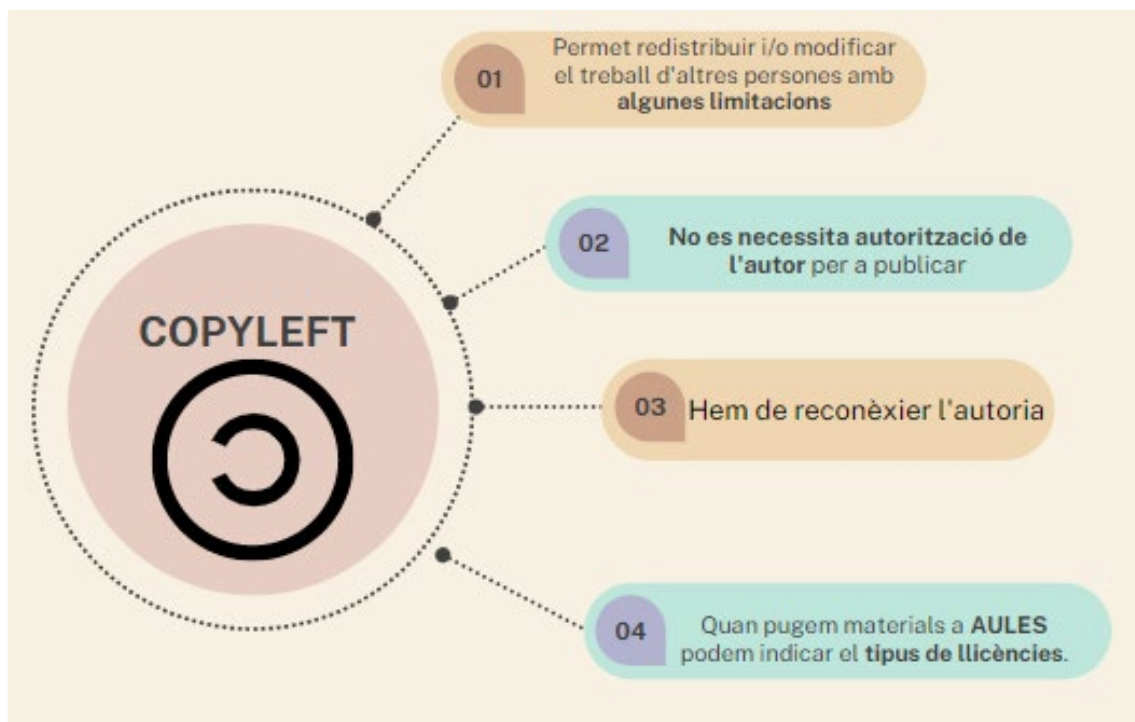 01
Permet redistribuir i/o modificar
el treball d'altres persones amb
algunes limitacions
02
No es necessita autorització de
l'autor per a publicar
COPYLEFT
03
Hem de reconèxier l'autoria
04
Quan pugem materials a AULES
podem indicar el tipus de llicències.